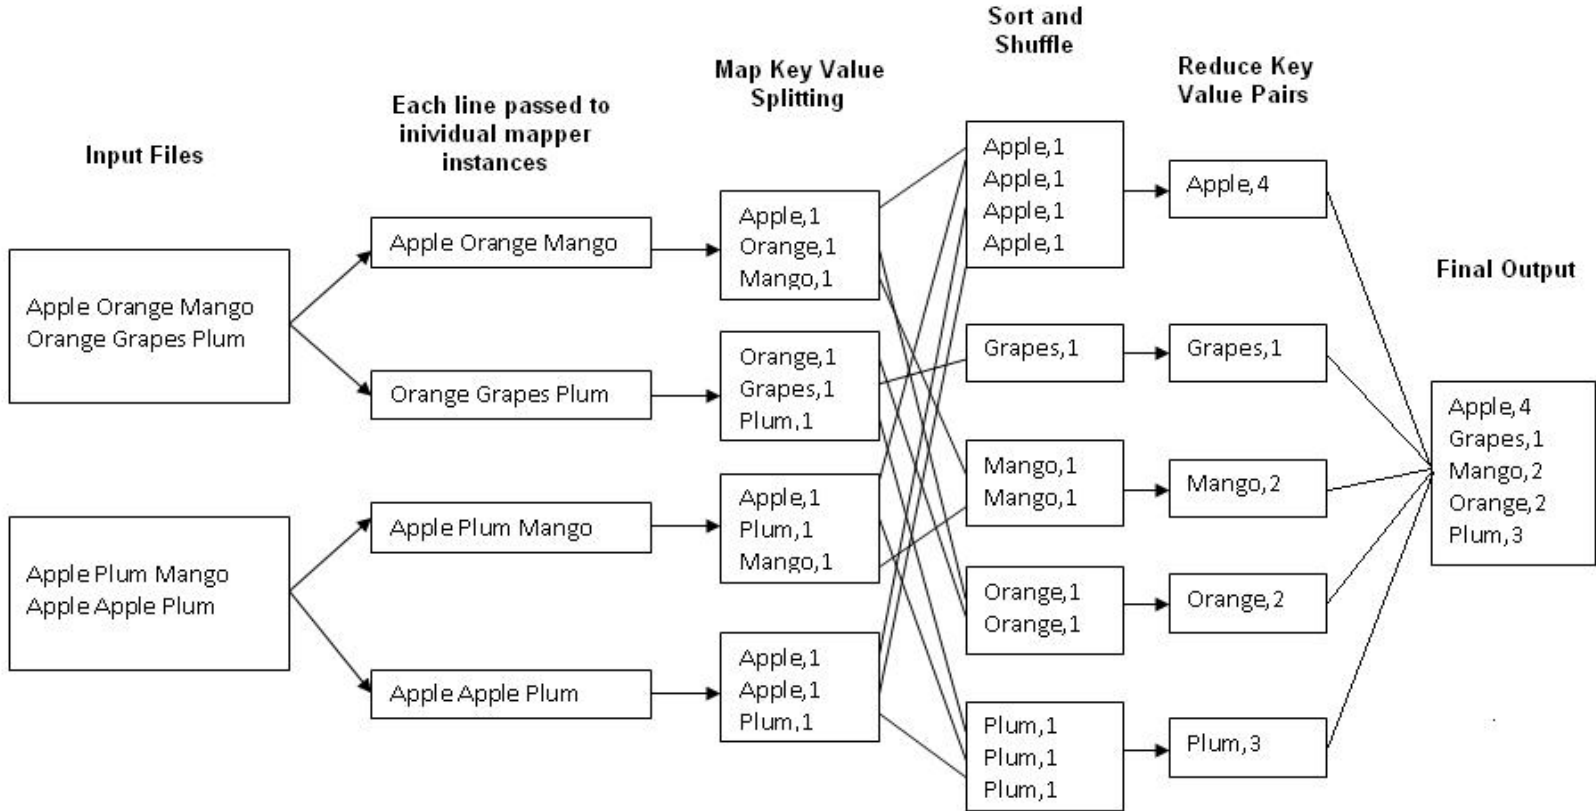 Input Files
Each line passed to
inividual mapper
instances
Map Key Value
Splitting
Sort and
Shuffle
Reduce Key
Value Pairs
Final Output
Apple Orange Mango
Orange Grapes Plum
Apple Plum Mango
Apple Apple Plum
Apple Orange Mango
Orange Grapes Plum
Apple Plum Mango
Apple Apple Plum
Apple,1
Orange,1
Mango,1
Orange,1
Grapes,1
Plum,1
Apple,1
Plum,1
Mango,1
Apple,1
Apple,1
Plum,1
Apple,1
Apple,1
Apple,1
Apple,1
Grapes,1
Mango,1
Mango,1
Orange,1
Orange,1
Plum,1
Plum,1
Plum,1
Apple,4
Grapes,1
Mango,2
Orange,2
Plum,3
Apple,4
Grapes,1
Mango,2
Orange,2
Plum,3